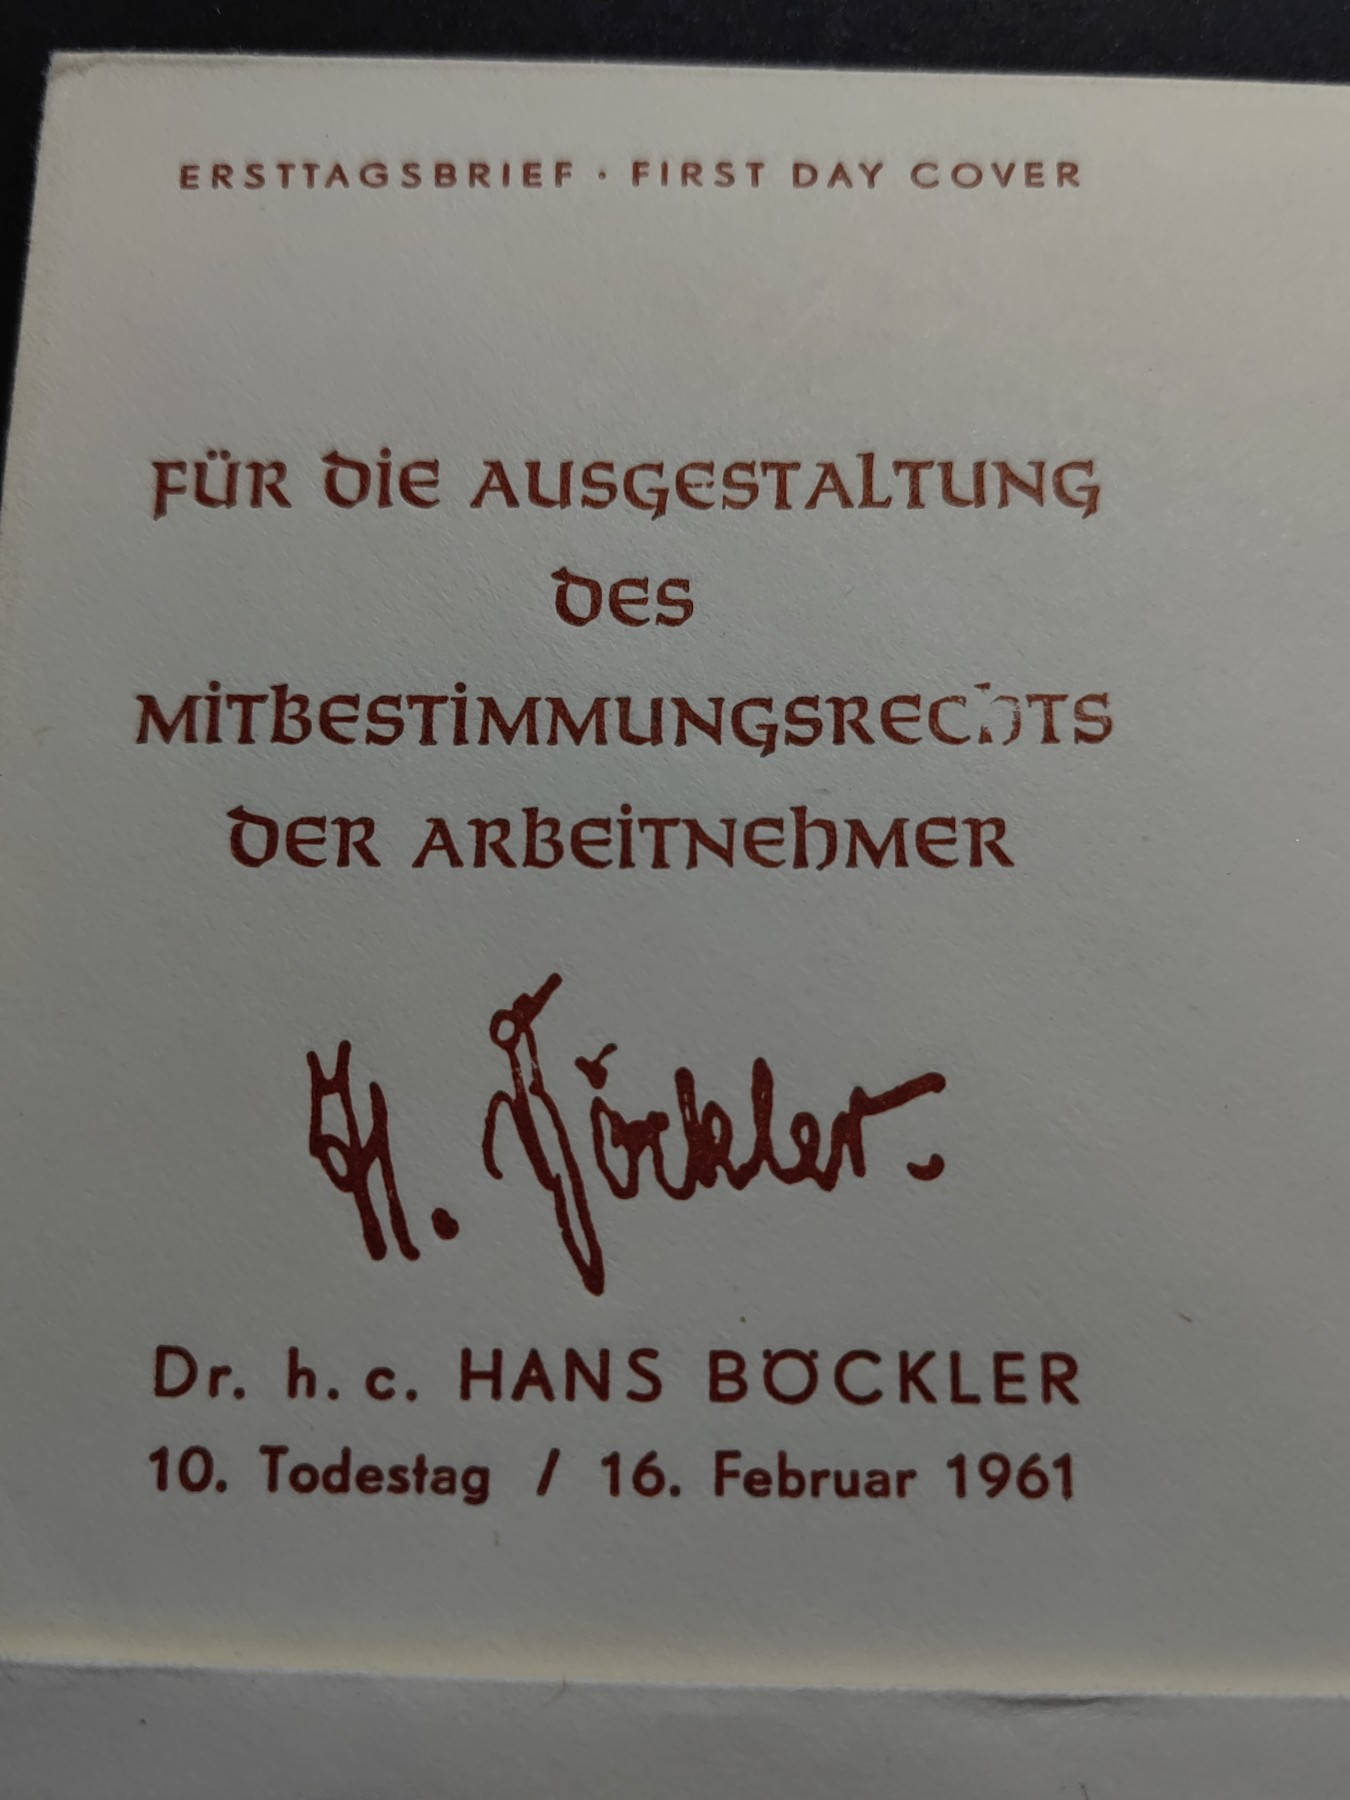 ERSTTAGSBRIEF · FIRST DAY COVER
FÜR DIE AUSGESTALTUNG
DES
MITBESTIMMUNGSRECHTS
DER ARBEITNEHMER
H. Böckler.
Dr. h. c. HANS BÖCKLER
10. Todestag / 16. Februar 1961